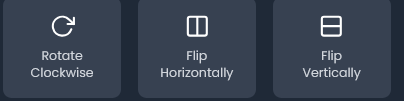 Rotate
Clockwise
Flip
Horizontally
Flip
Vertically